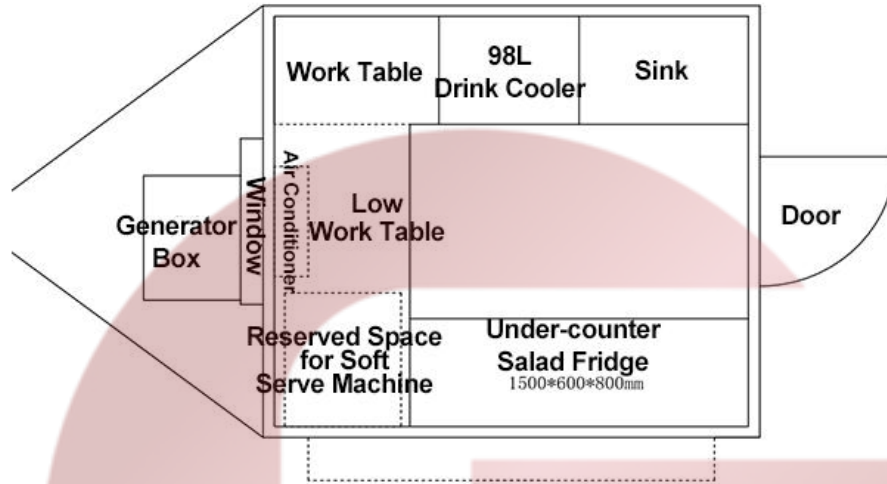 Work Table
98L
Drink Cooler
Sink
Air Conditioner
Window
Low
Work Table
Generator
Box
Door
Reserved Space
for Soft
Serve Machine
Under-counter
Salad Fridge
1500*600*800mm